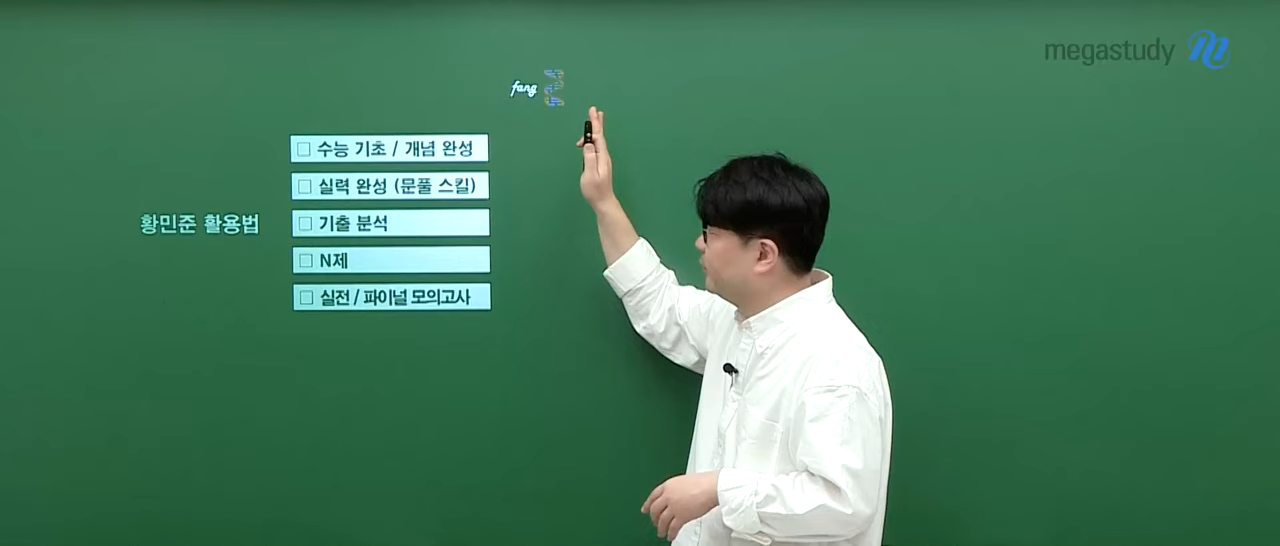 megastudy
fang
수능 기초 / 개념 완성
실력 완성 (문풀 스킬)
황민준 활용법
기출 분석
N제
실전 / 파이널 모의고사